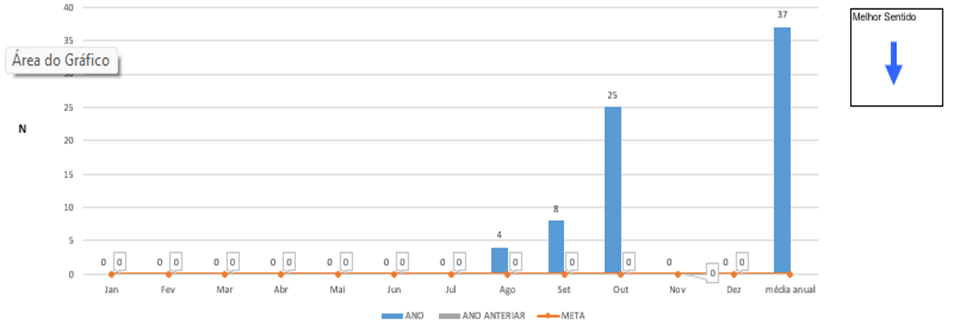 40
37
Melhor Sentido
35
Área do Gráfico
25
25
N
20
15
10
8
5
4
0 0 0 0 0 0 0 0 0 0 0 0 0 0 0 0 0 0 0 0 0
0
0
Jan Fev Mar Abr Mai Jun Jul Ago Set Out Nov Dez média anual
ANO ANO ANTERIAR META